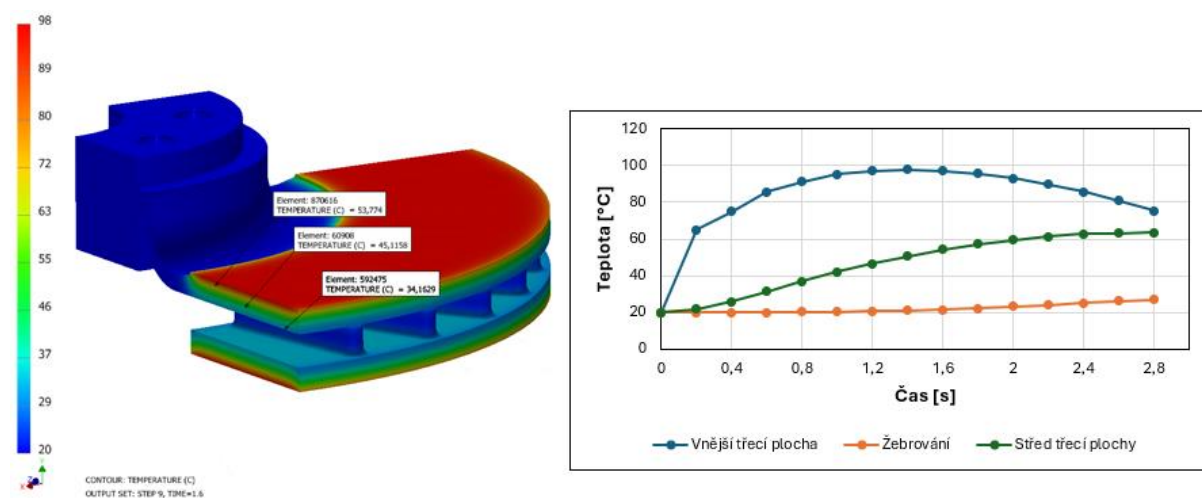 98
89
80
72
63
55
46
37
29
20
Element: 870616
TEMPERATURE (C) = 53,774
Element: 60908
TEMPERATURE (C) = 45,1158
Element: 592475
TEMPERATURE (C) = 34,1629
X
Y
CONTOUR: TEMPERATURE (C)
OUTPUT SET: STEP 9, TIME=1.6
120
100
80
60
40
20
0
Teplota [°C]
0 0,4 0,8 1,2 1,6 2 2,4 2,8
Čas [s]
Vnější třecí plocha Žebrování Střed třecí plochy